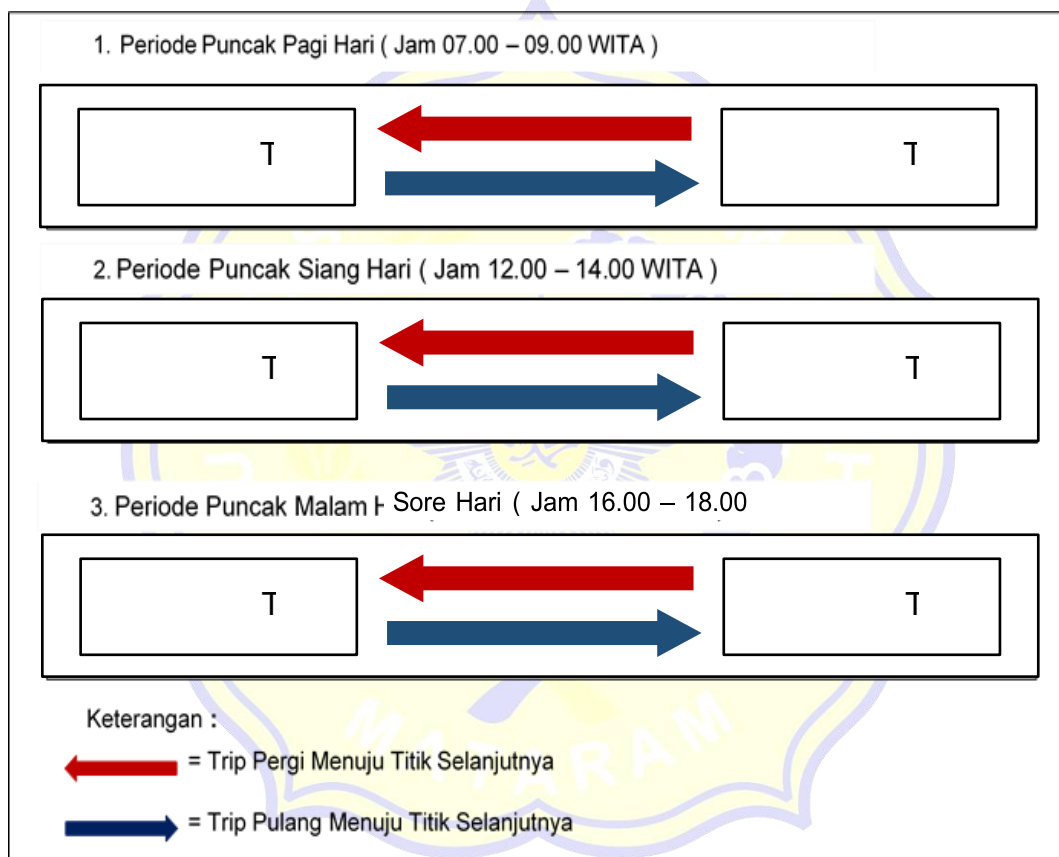 1. Periode Puncak Pagi Hari ( Jam 07.00 – 09.00 WITA )
T T
2. Periode Puncak Siang Hari ( Jam 12.00 – 14.00 WITA )
T T
3. Periode Puncak Malam H Sore Hari ( Jam 16.00 – 18.00
T T
Keterangan :
= Trip Pergi Menuju Titik Selanjutnya
= Trip Pulang Menuju Titik Selanjutnya
MATARAM